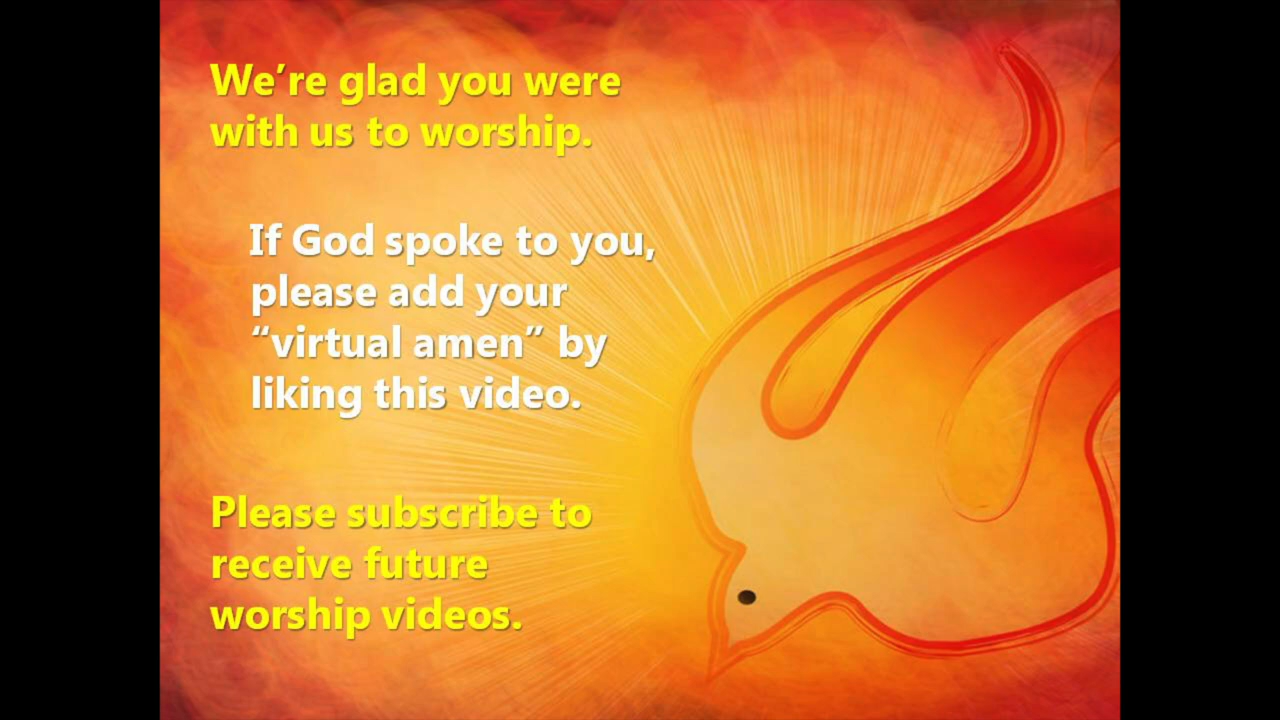 We’re glad you were
with us to worship.
If God spoke to you,
please add your
“virtual amen” by
liking this video.
Please subscribe to
receive future
worship videos.